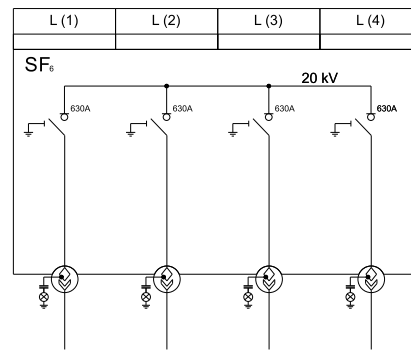 L (1) L (2) L (3) L (4)
SF₆
20 kV
630A 630A 630A 630A